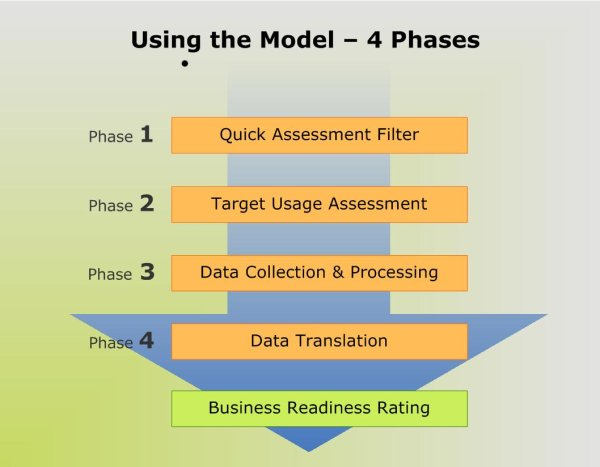 Using the Model – 4 Phases
•
Phase 1 Quick Assessment Filter
Phase 2 Target Usage Assessment
Phase 3 Data Collection & Processing
Phase 4 Data Translation
Business Readiness Rating